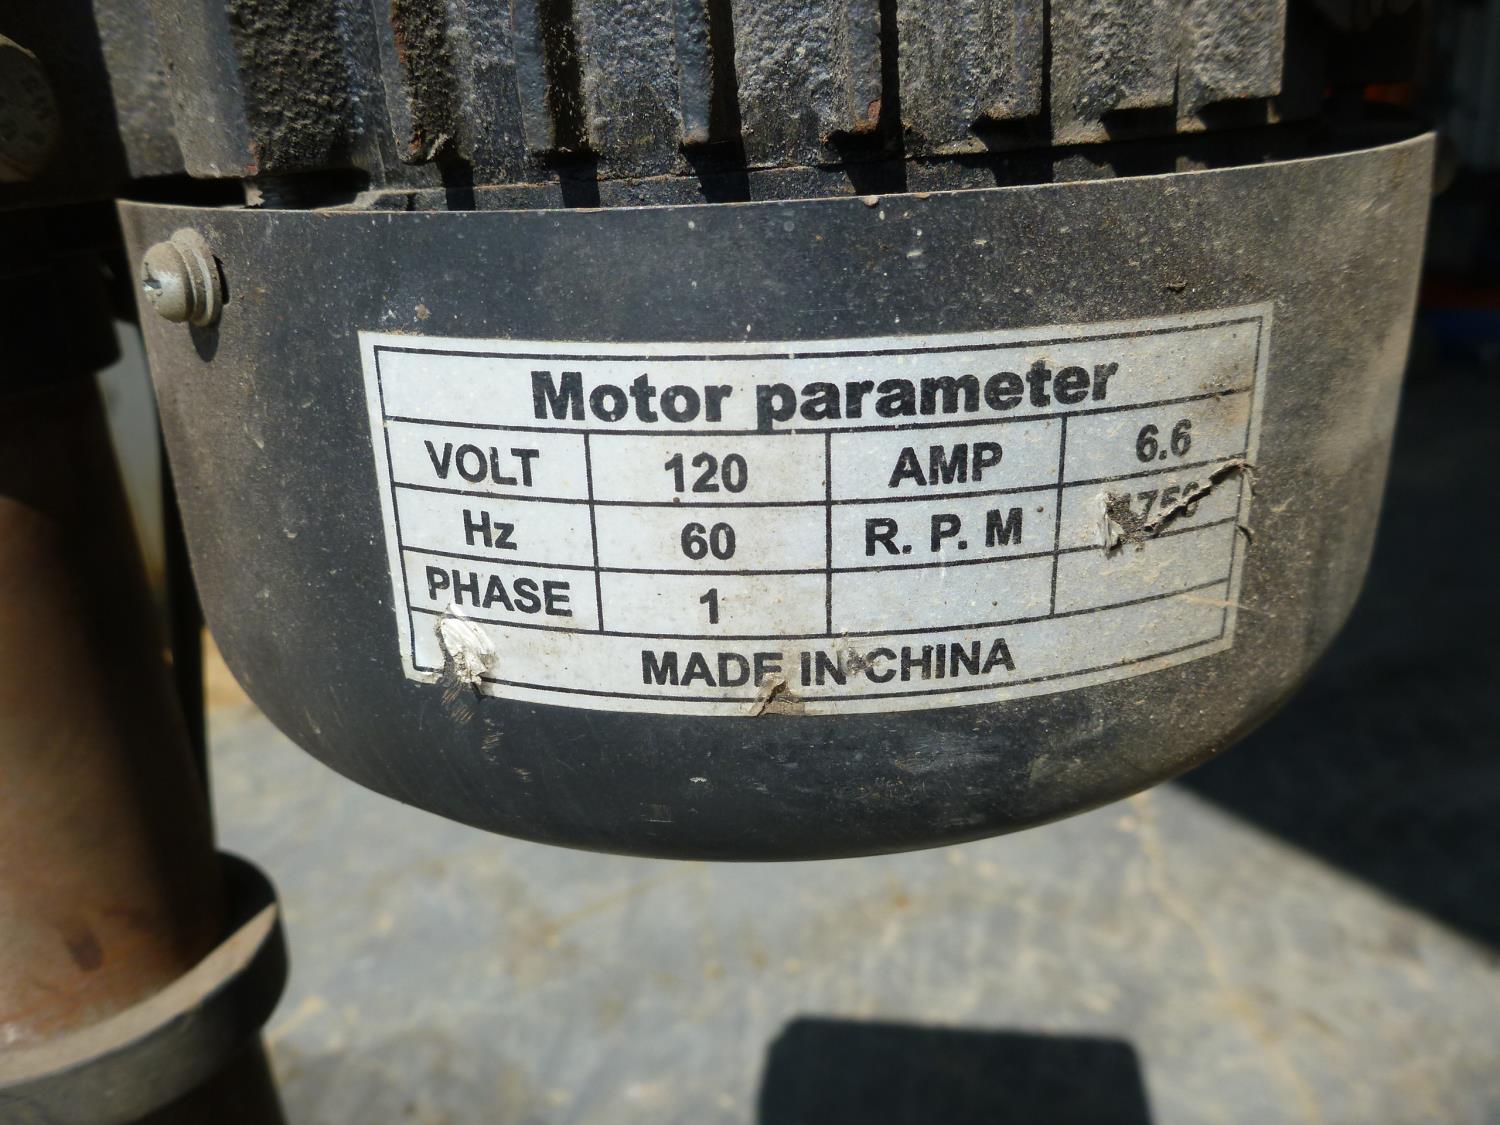 Motor parameter
VOLT 120 AMP 6.6
Hz 60 R. P. M
PHASE 1
MADE IN CHINA